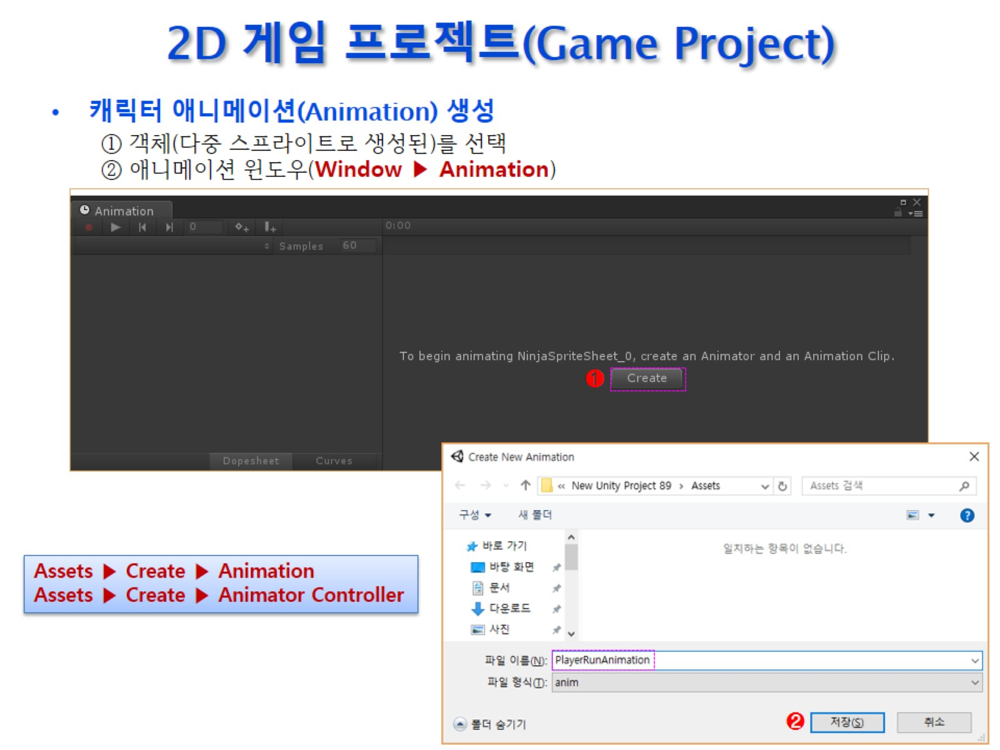 2D 게임 프로젝트(Game Project)
• 캐릭터 애니메이션(Animation) 생성
① 객체(다중 스프라이트로 생성된)를 선택
② 애니메이션 윈도우(Window ▶ Animation)
Animation
0
0:00
Samples 60
To begin animating NinjaSpriteSheet_0, create an Animator and an Animation Clip.
1 Create
Dopesheet Curves
Create New Animation
« New Unity Project 89 › Assets
Assets 검색
구성 새 폴더
바로 가기
바탕 화면
문서
다운로드
사진
일치하는 항목이 없습니다.
파일 이름(N): PlayerRunAnimation
파일 형식(T): anim
폴더 숨기기
2 저장(S) 취소
Assets ▶ Create ▶ Animation
Assets ▶ Create ▶ Animator Controller